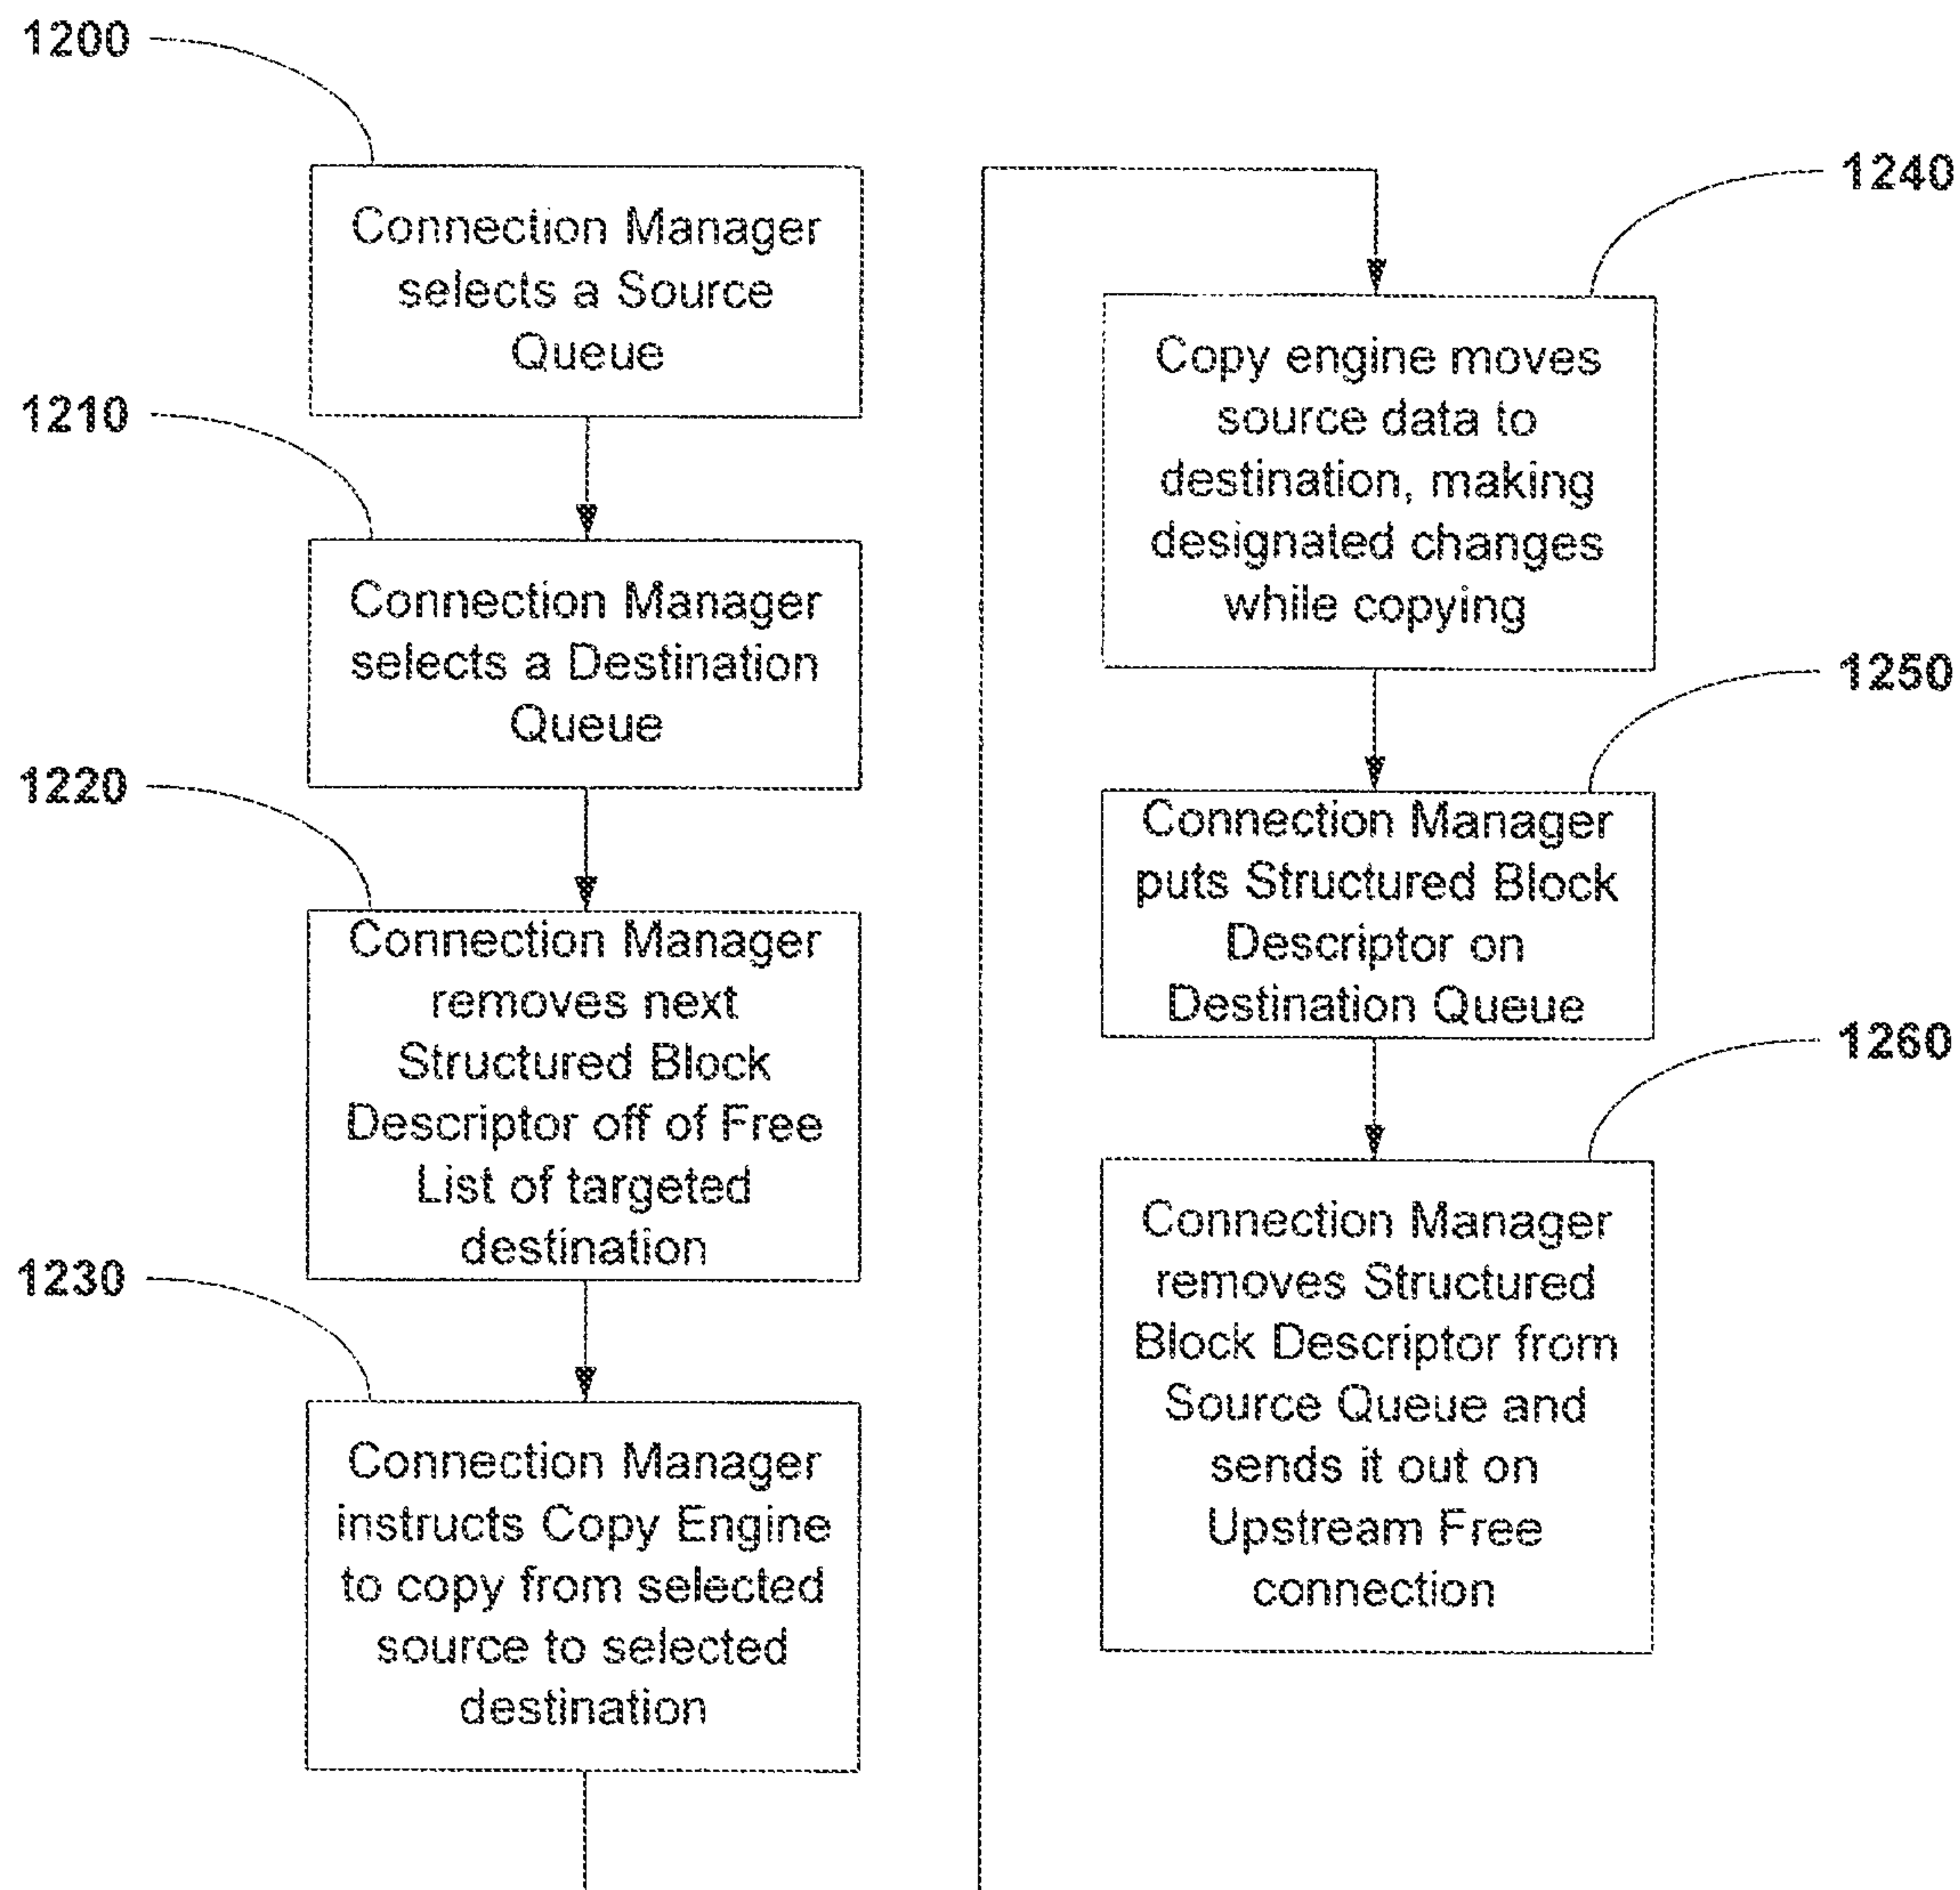 1200
Connection Manager
selects a Source
Queue
1210
Connection Manager
selects a Destination
Queue
1220
Connection Manager
removes next
Structured Block
Descriptor off of Free
List of targeted
destination
1230
Connection Manager
instructs Copy Engine
to copy from selected
source to selected
destination
1240
Copy engine moves
source data to
destination, making
designated changes
while copying
1250
Connection Manager
puts Structured Block
Descriptor on
Destination Queue
1260
Connection Manager
removes Structured
Block Descriptor from
Source Queue and
sends it out on
Upstream Free
connection